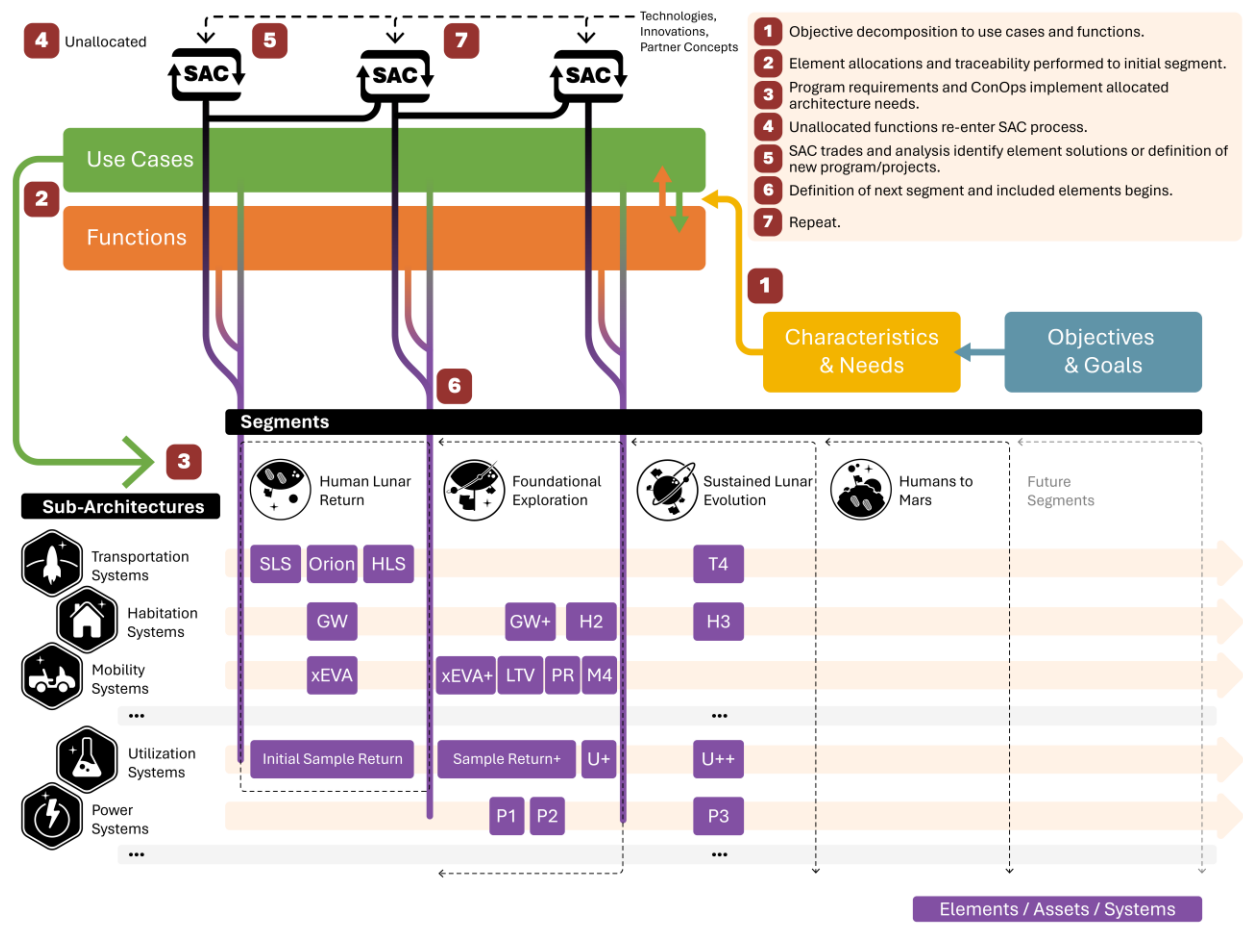 4 Unallocated
5
7
Technologies,
Innovations,
Partner Concepts
SAC
SAC
SAC
1 Objective decomposition to use cases and functions.
2 Element allocations and traceability performed to initial segment.
3 Program requirements and ConOps implement allocated
architecture needs.
4 Unallocated functions re-enter SAC process.
5 SAC trades and analysis identify element solutions or definition of
new program/projects.
6 Definition of next segment and included elements begins.
7 Repeat.
Use Cases
2
Functions
1
Characteristics
& Needs
Objectives
& Goals
6
Segments
3
Human Lunar
Return
Foundational
Exploration
Sustained Lunar
Evolution
Humans to
Mars
Future
Segments
Sub-Architectures
Transportation
Systems
SLS Orion HLS T4
Habitation
Systems
GW GW+ H2 H3
Mobility
Systems
xEVA xEVA+ LTV PR M4
... ...
Utilization
Systems
Initial Sample Return Sample Return+ U+ U++
Power
Systems
P1 P2 P3
... ...
Elements / Assets / Systems